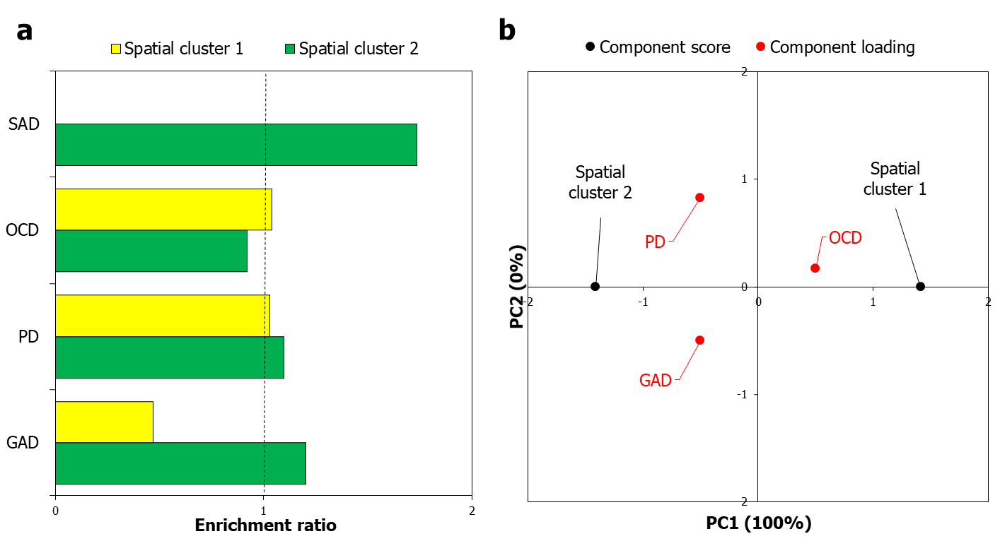 a
Spatial cluster 1
Spatial cluster 2
SAD
OCD
PD
GAD
0
1
2
Enrichment ratio
b
Component score
Component loading
2
1
0
-1
2
-2
-1
0
1
2
Spatial
cluster 2
Spatial
cluster 1
PD
OCD
GAD
PC2 (0%)
PC1 (100%)